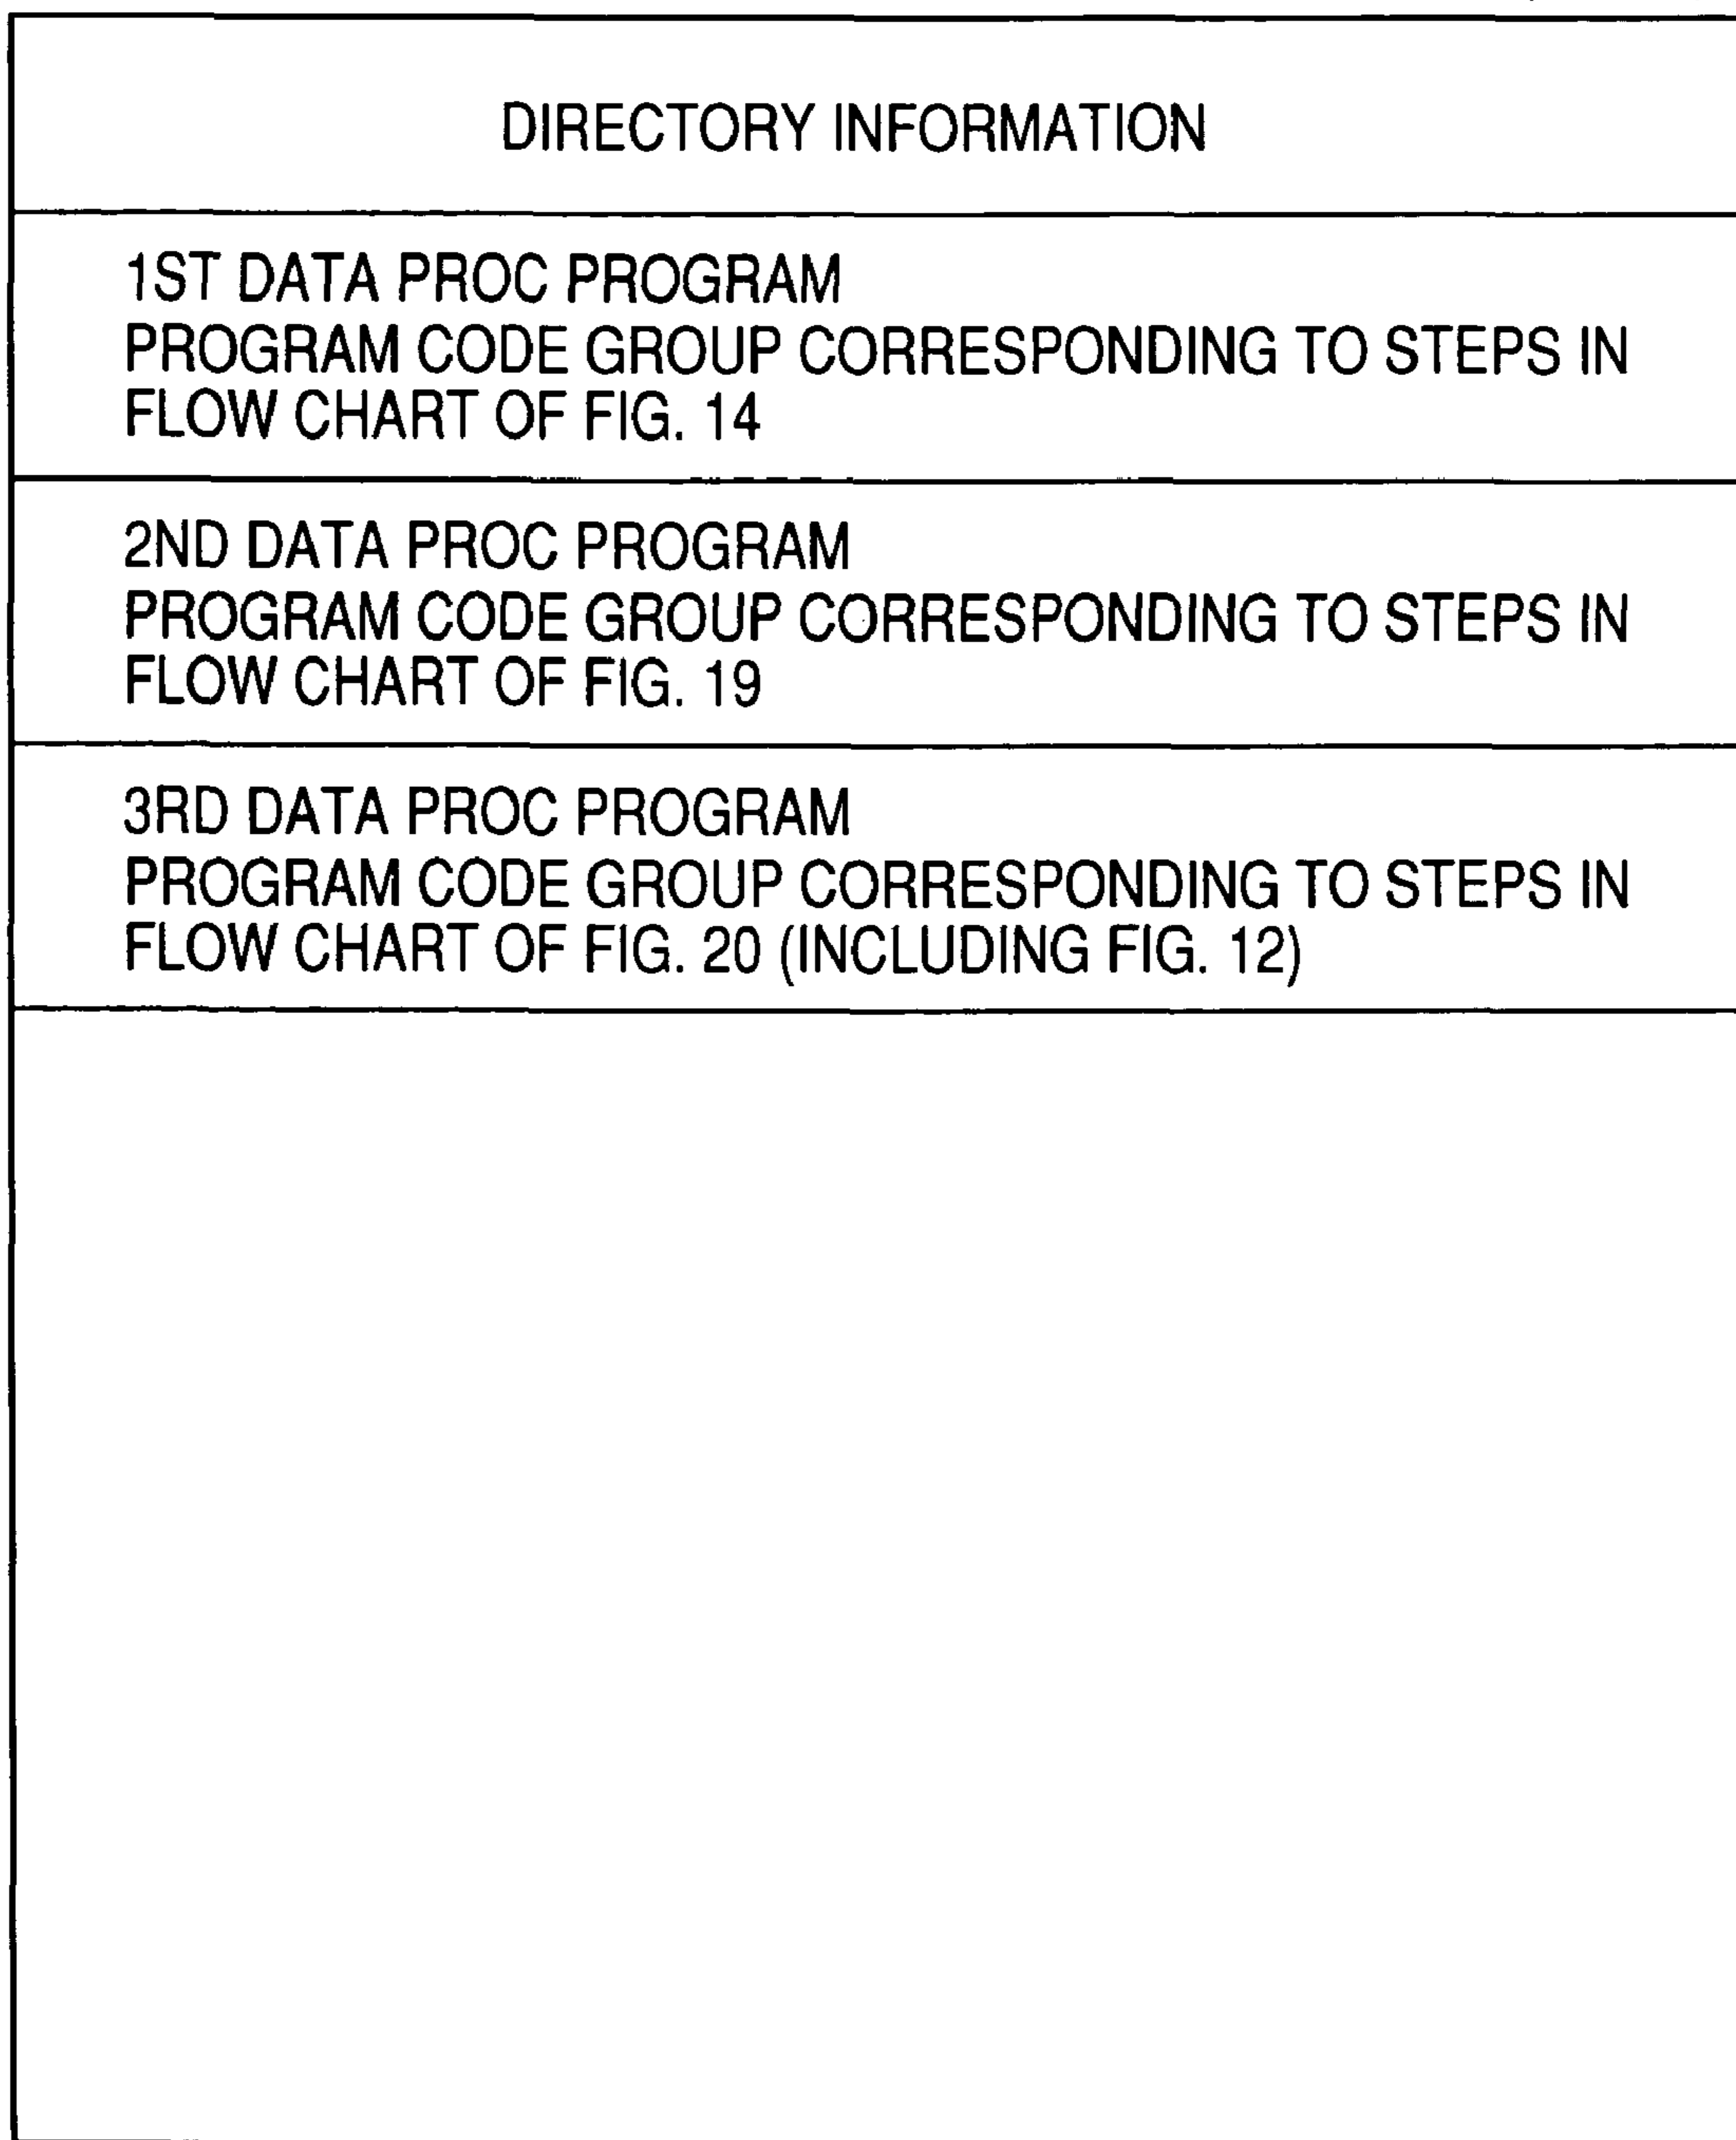 DIRECTORY INFORMATION
1ST DATA PROC PROGRAM
PROGRAM CODE GROUP CORRESPONDING TO STEPS IN
FLOW CHART OF FIG. 14
2ND DATA PROC PROGRAM
PROGRAM CODE GROUP CORRESPONDING TO STEPS IN
FLOW CHART OF FIG. 19
3RD DATA PROC PROGRAM
PROGRAM CODE GROUP CORRESPONDING TO STEPS IN
FLOW CHART OF FIG. 20 (INCLUDING FIG. 12)